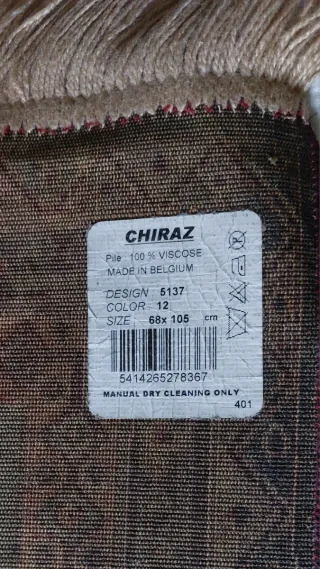 CHIRAZ
Pile : 100 % VISCOSE
MADE IN BELGIUM
DESIGN : 5137
COLOR : 12
SIZE : 68x 105 cm
5414265278367
MANUAL DRY CLEANING ONLY
401